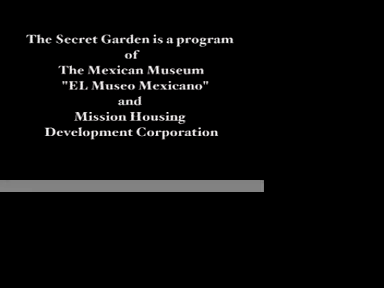 The Secret Garden is a program
of
The Mexican Museum
"EL Museo Mexicano"
and
Mission Housing
Development Corporation